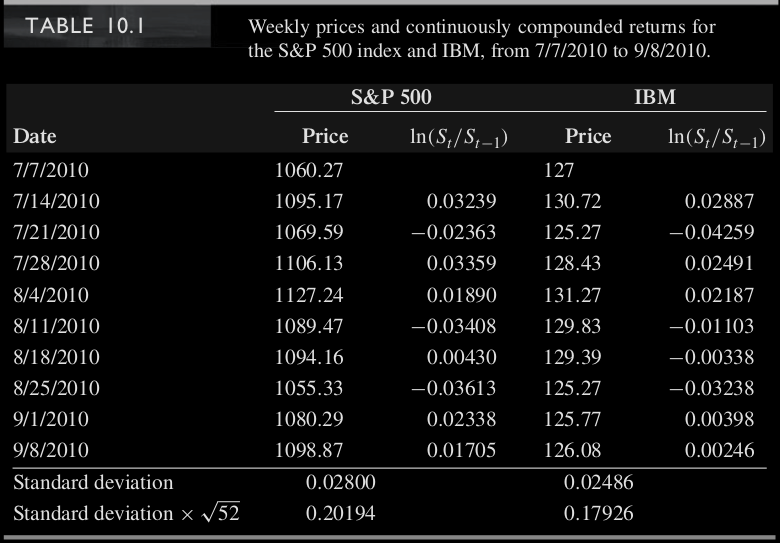 TABLE 10.1
Weekly prices and continuously compounded returns for
the S&P 500 index and IBM, from 7/7/2010 to 9/8/2010.
S&P 500 IBM
Date Price ln(St/St−1) Price ln(St/St−1)
7/7/2010 1060.27 127
7/14/2010 1095.17 0.03239 130.72 0.02887
7/21/2010 1069.59 −0.02363 125.27 −0.04259
7/28/2010 1106.13 0.03359 128.43 0.02491
8/4/2010 1127.24 0.01890 131.27 0.02187
8/11/2010 1089.47 −0.03408 129.83 −0.01103
8/18/2010 1094.16 0.00430 129.39 −0.00338
8/25/2010 1055.33 −0.03613 125.27 −0.03238
9/1/2010 1080.29 0.02338 125.77 0.00398
9/8/2010 1098.87 0.01705 126.08 0.00246
Standard deviation 0.02800 0.02486
Standard deviation × √52 0.20194 0.17926